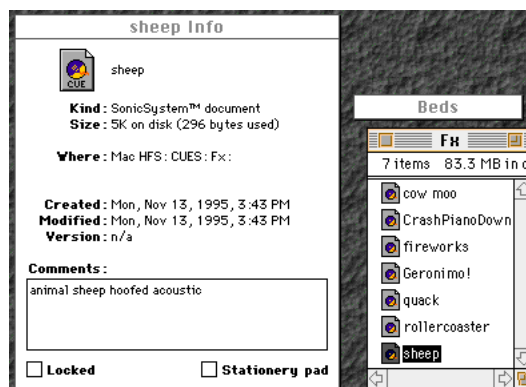 sheep Info
CUE
sheep
Kind: SonicSystem™ document
Size: 5K on disk (296 bytes used)
Where: Mac HFS: CUES: Fx:
Created: Mon, Nov 13, 1995, 3:43 PM
Modified: Mon, Nov 13, 1995, 3:43 PM
Version: n/a
Comments:
animal sheep hoofed acoustic
Locked
Stationery pad
Beds
Fx
7 items 83.3 MB in
cow moo
CrashPianoDown
fireworks
Geronimo!
quack
rollercoaster
sheep